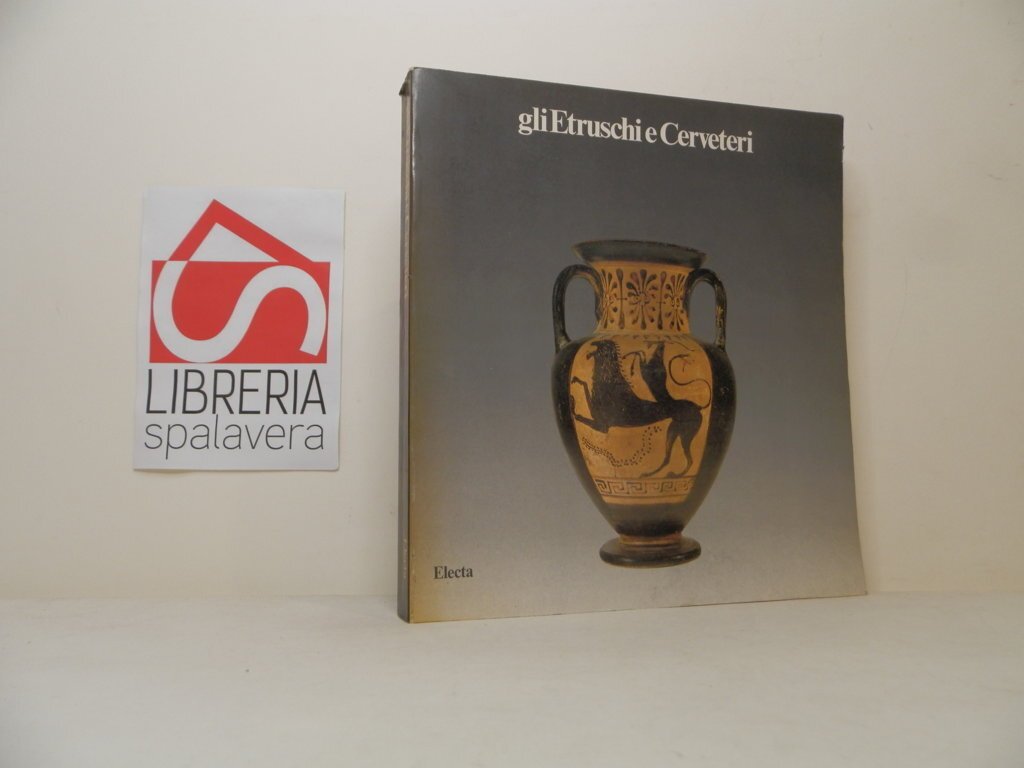 LIBRERIA
spalavera
gli Etruschi e Cerveteri
Electa